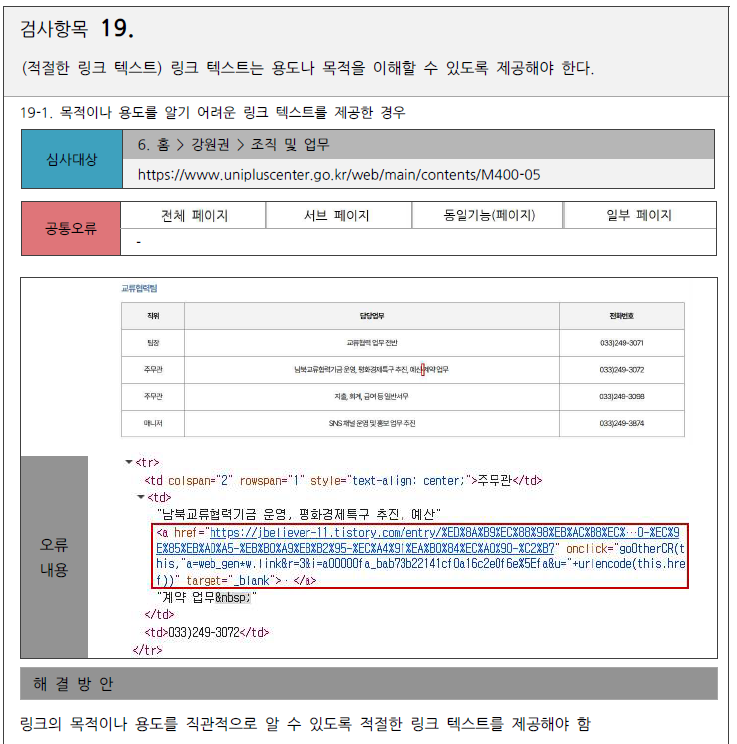 검사항목 19.
(적절한 링크 텍스트) 링크 텍스트는 용도나 목적을 이해할 수 있도록 제공해야 한다.
19-1. 목적이나 용도를 알기 어려운 링크 텍스트를 제공한 경우
심사대상
6. 홈 > 강원권 > 조직 및 업무
https://www.unipluscenter.go.kr/web/main/contents/M400-05
공통오류
전체 페이지 서브 페이지 동일기능(페이지) 일부 페이지
-
교류협력팀
직위 담당업무 전화번호
팀장 교류협력 업무 전반 033)249-3071
주무관 남북교류협력기금 운영, 평화경제특구 추진, 예산·계약 업무 033)249-3072
주무관 지출, 회계, 급여 등 일반서무 033)249-3098
매니저 SNS 채널 운영 및 홍보 업무 추진 033)249-3874
오류
내용
▼<tr>
<td colspan="2" rowspan="1" style="text-align: center;">주무관</td>
▼<td>
"남북교류협력기금 운영, 평화경제특구 추진, 예산"
<a href="https://jbeliever-11.tistory.com/entry/%ED%8A%B9%EC%88%98%EB%AC%B8%EC%…0-%EC%9
E%85%EB%A0%A5-%EB%B0%A9%EB%B2%95-%EC%A4%91%EA%B0%84%EC%A0%90-%C2%B7" onclick="goOtherCR(t
his,"a=web_gen*w.link&r=3&i=a00000fa_bab73b22141cf0a16c2e0f6e%5Efa&u="+urlencode(this.hre
f))" target="_blank">·</a>
"계약 업무&nbsp;"
</td>
<td>033)249-3072</td>
</tr>
해 결 방 안
링크의 목적이나 용도를 직관적으로 알 수 있도록 적절한 링크 텍스트를 제공해야 함